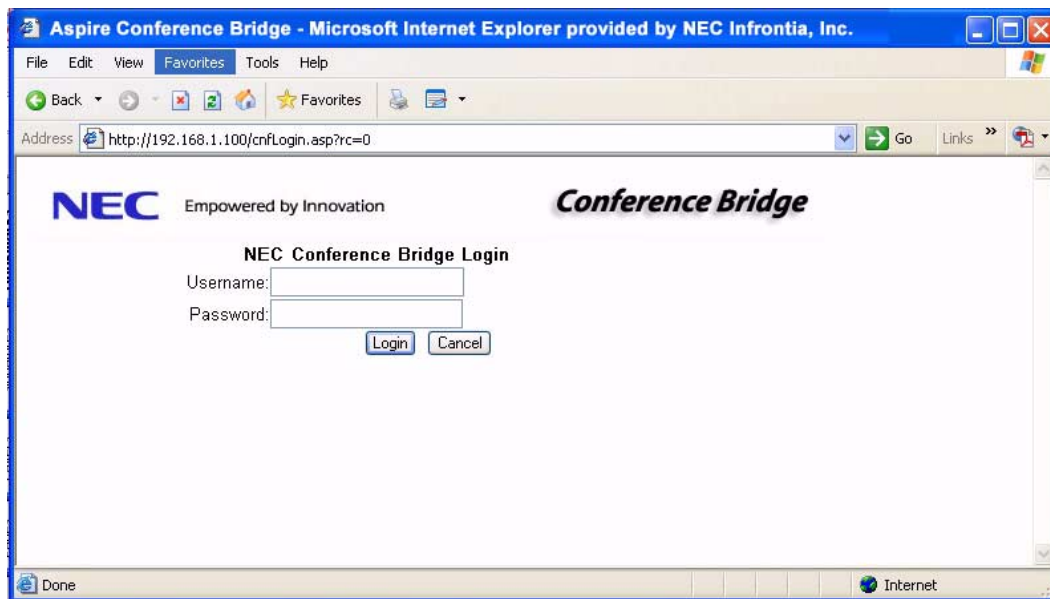 Aspire Conference Bridge - Microsoft Internet Explorer provided by NEC Infrontia, Inc.
File Edit View Favorites Tools Help
Back Favorites
Address http://192.168.1.100/cnfLogin.asp?rc=0 Go Links »
NEC Empowered by Innovation Conference Bridge
NEC Conference Bridge Login
Username:
Password:
Login Cancel
Done Internet